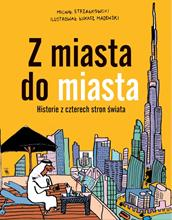 MICHAŁ STRZAŁKOWSKI
ILUSTROWAŁ ŁUKASZ MAJEWSKI
Z miasta
do miasta
Historie z czterech stron świata